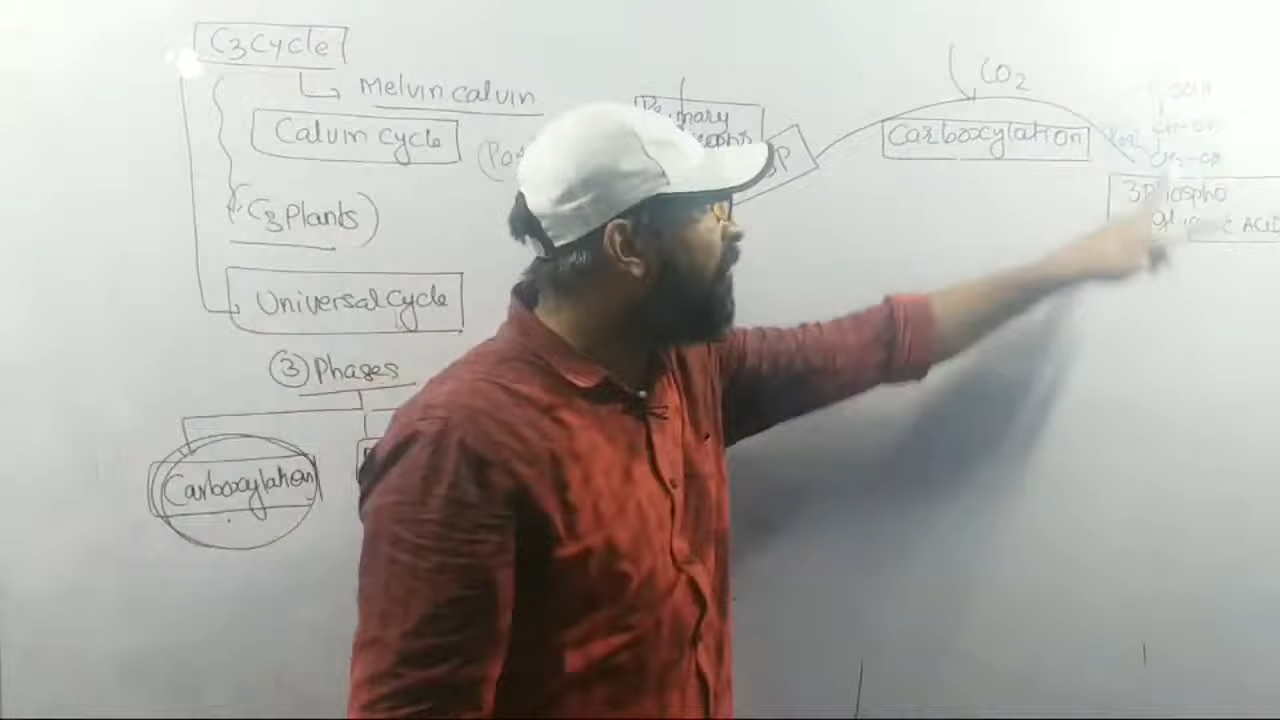 C3 Cycle
Melvin calvin
Calvin cycle
(C3 Plants)
Universal Cycle
③ Phases
Carboxylation
Primary
CO2
Carboxylation
3 Phospho
ACID